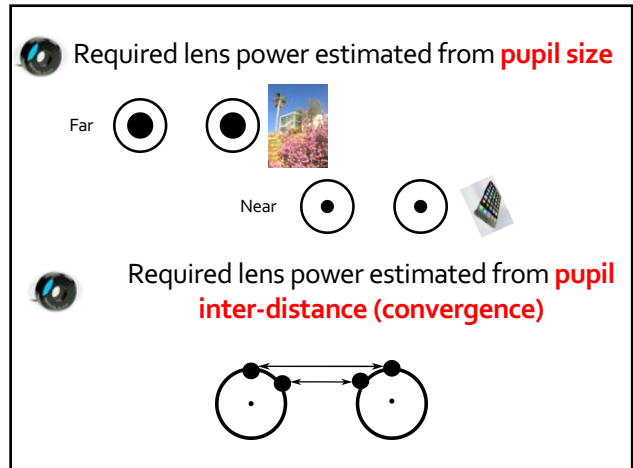 Required lens power estimated from pupil size
Far
Near
Required lens power estimated from pupil
inter-distance (convergence)